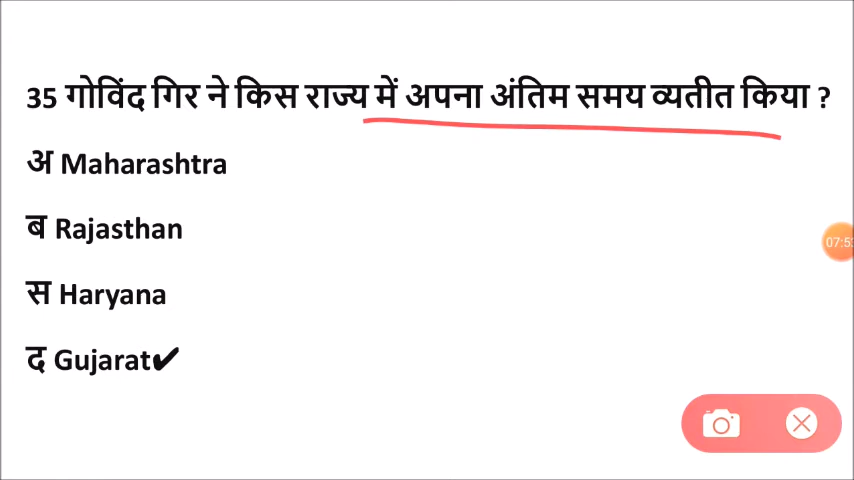 35 गोविंद गिर ने किस राज्य में अपना अंतिम समय व्यतीत किया ?
अ Maharashtra
ब Rajasthan
स Haryana
द Gujarat✔